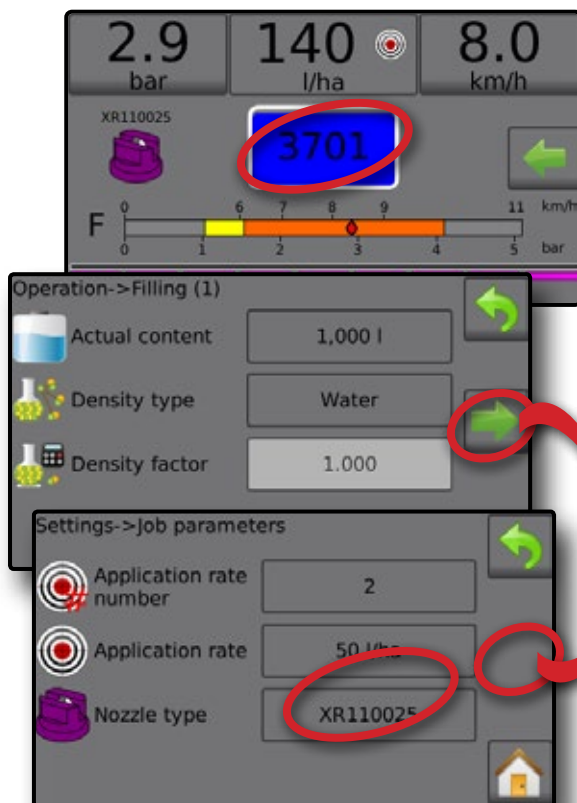 2.9 140 8.0
bar l/ha km/h
XR110025
3701
0 6 7 8 9 11 km/h
F
0 1 2 3 4 5 bar
Operation->Filling (1)
Actual content 1,000 l
Density type Water
Density factor 1.000
Settings->Job parameters
Application rate number 2
Application rate 50 l/ha
Nozzle type XR110025